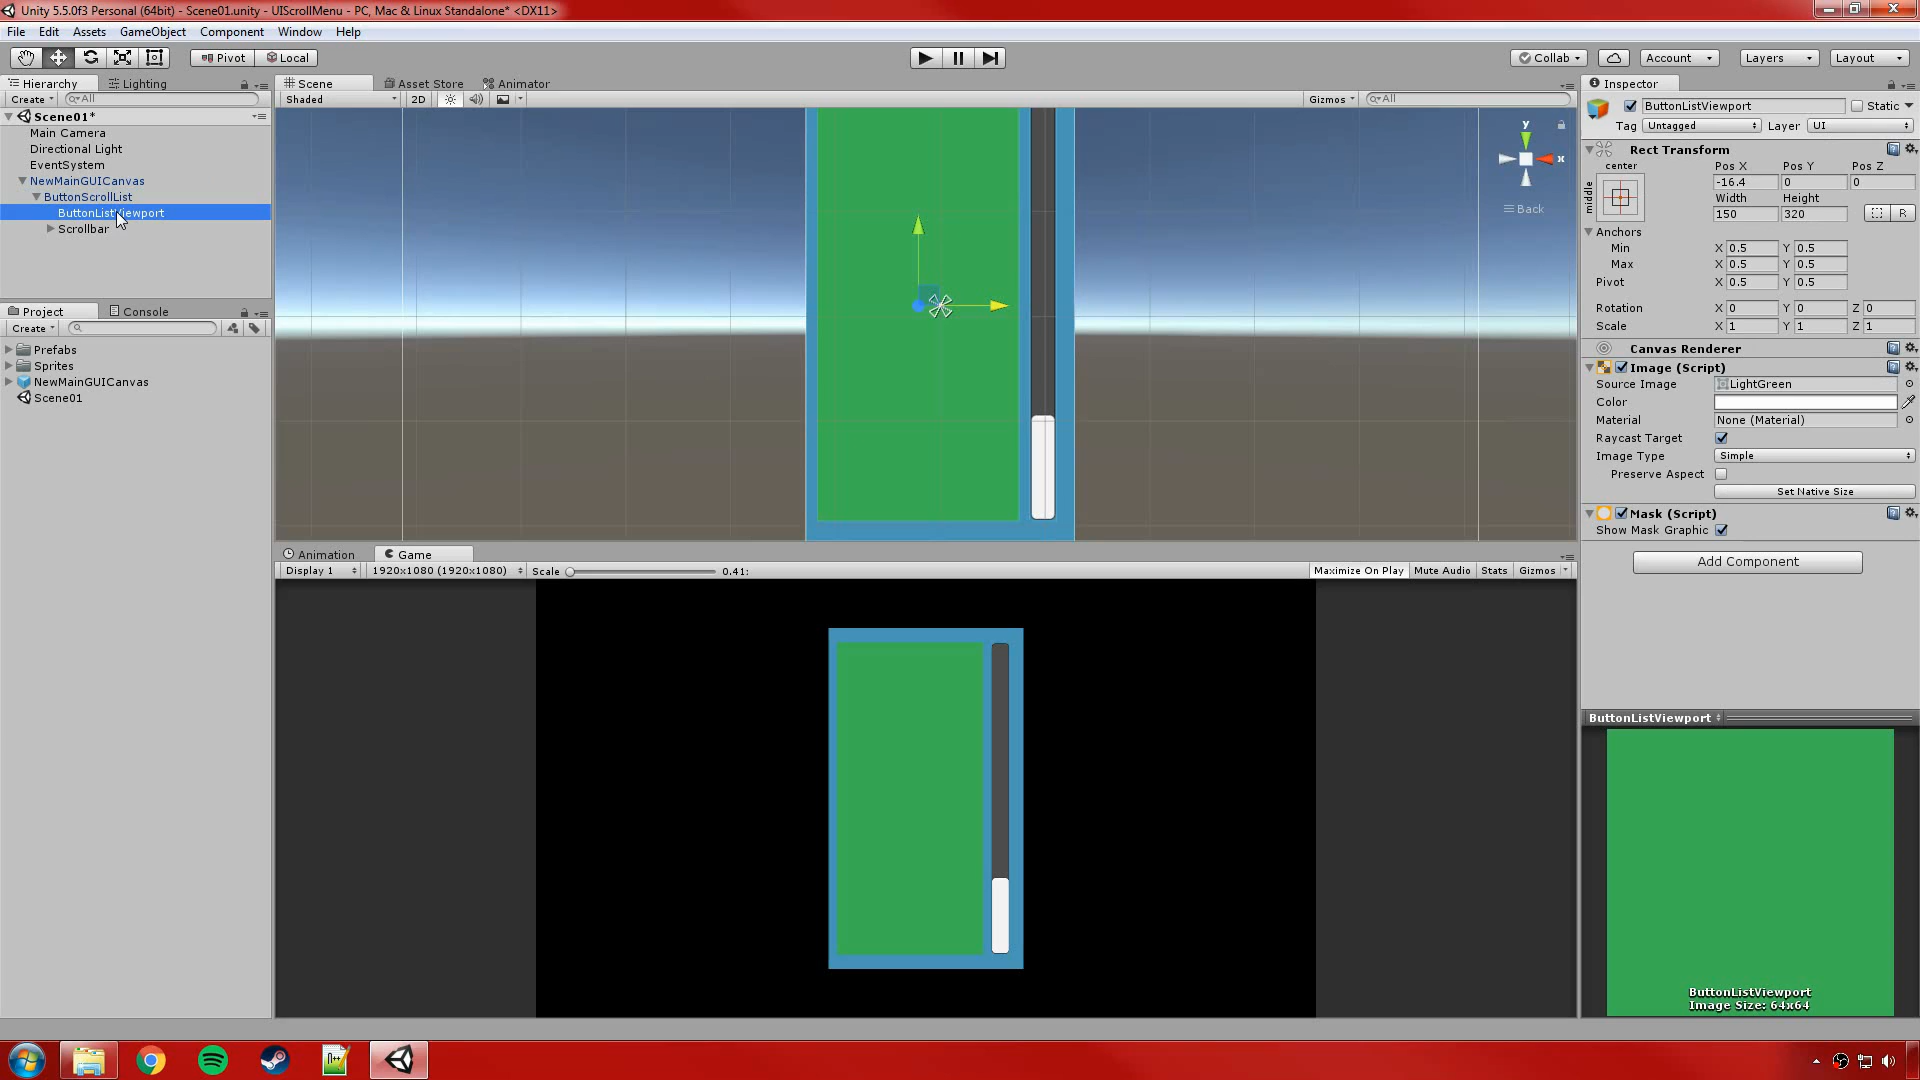 Unity 5.5.0f3 Personal (64bit) - Scene01.unity - UIScrollMenu - PC, Mac & Linux Standalone* <DX11>
File Edit Assets GameObject Component Window Help
Pivot Local Collab Account Layers Layout
Hierarchy Lighting
Create All
Scene01*
Main Camera
Directional Light
EventSystem
NewMainGUICanvas
ButtonScrollList
ButtonListViewport
Scrollbar
Project Console
Create
Prefabs
Sprites
NewMainGUICanvas
Scene01
Scene Asset Store Animator
Shaded 2D Gizmos All
y
x
Back
Animation Game
Display 1 1920x1080 (1920x1080) Scale 0.41: Maximize On Play Mute Audio Stats Gizmos
Inspector
ButtonListViewport Static
Tag Untagged Layer UI
Rect Transform
center Pos X Pos Y Pos Z
middle -16.4 0 0
Width Height
150 320 R
Anchors
Min X 0.5 Y 0.5
Max X 0.5 Y 0.5
Pivot X 0.5 Y 0.5
Rotation X 0 Y 0 Z 0
Scale X 1 Y 1 Z 1
Canvas Renderer
Image (Script)
Source Image LightGreen
Color
Material None (Material)
Raycast Target
Image Type Simple
Preserve Aspect
Set Native Size
Mask (Script)
Show Mask Graphic
Add Component
ButtonListViewport
ButtonListViewport
Image Size: 64x64